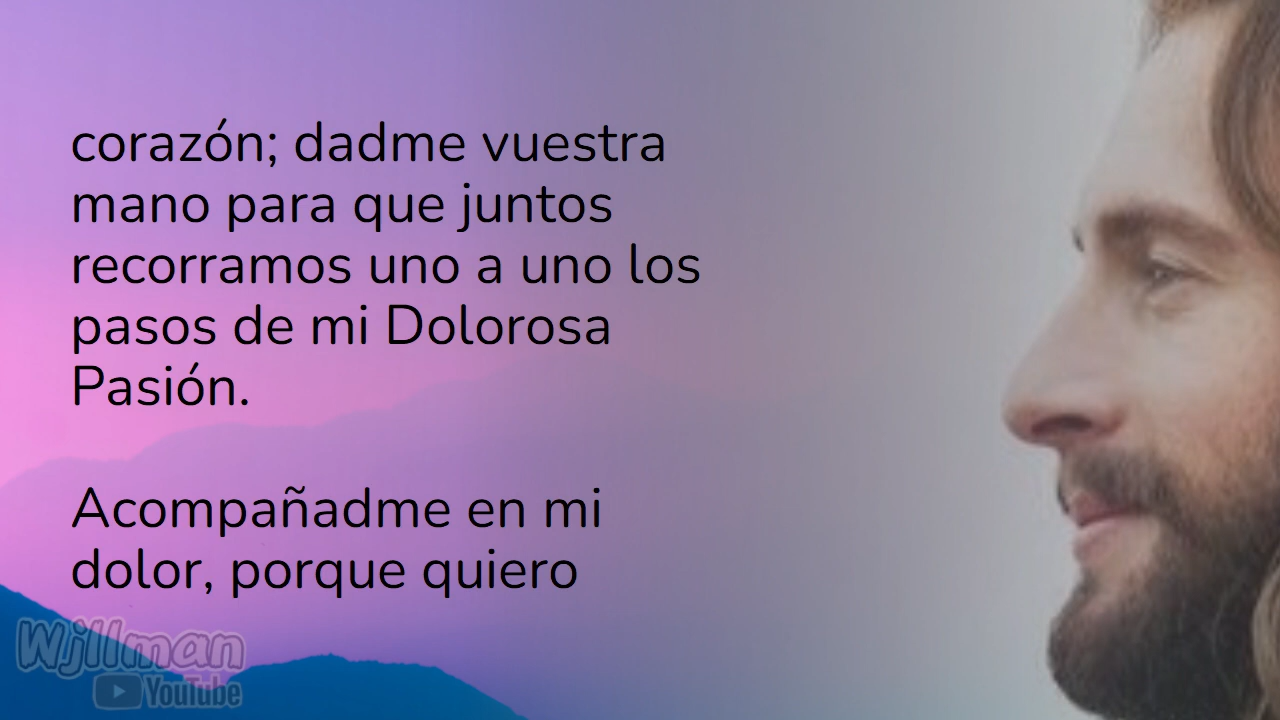 corazón; dadme vuestra
mano para que juntos
recorramos uno a uno los
pasos de mi Dolorosa
Pasión.
Acompañadme en mi
dolor, porque quiero
Wjllman
YouTube